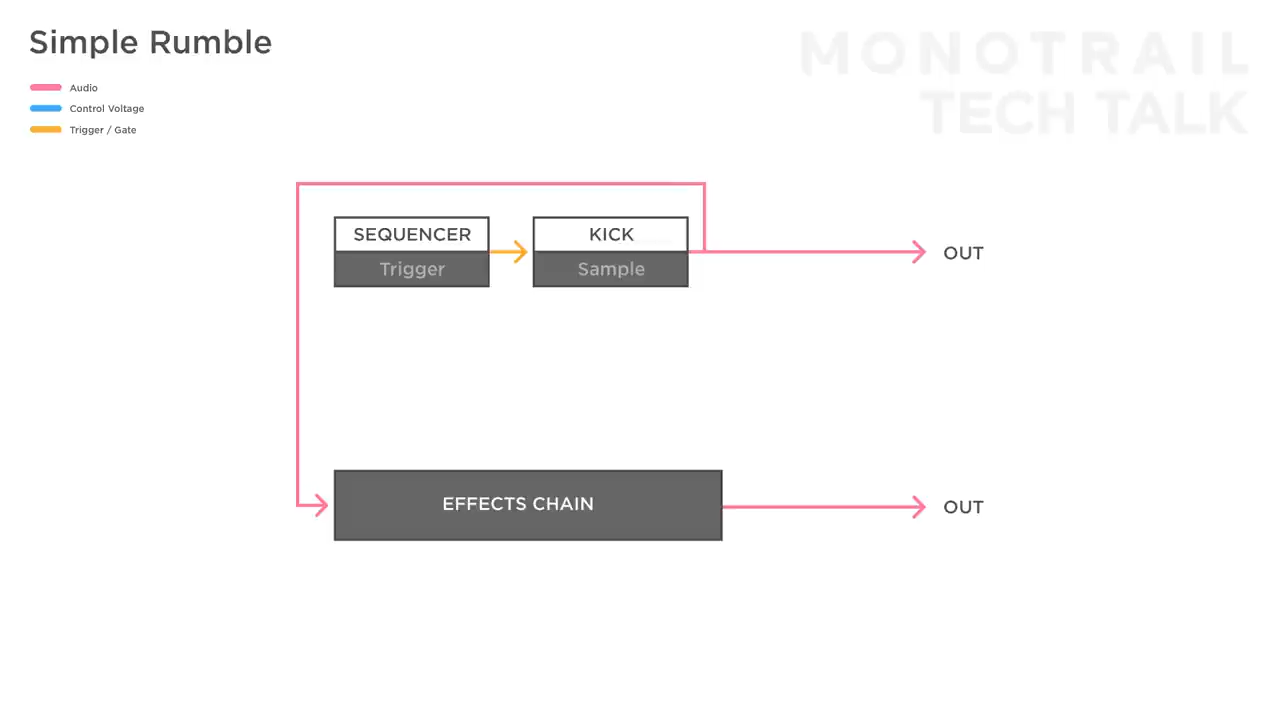 Simple Rumble
MONOTRAIL
TECH TALK
Audio
Control Voltage
Trigger / Gate
SEQUENCER
Trigger
KICK
Sample
OUT
EFFECTS CHAIN
OUT